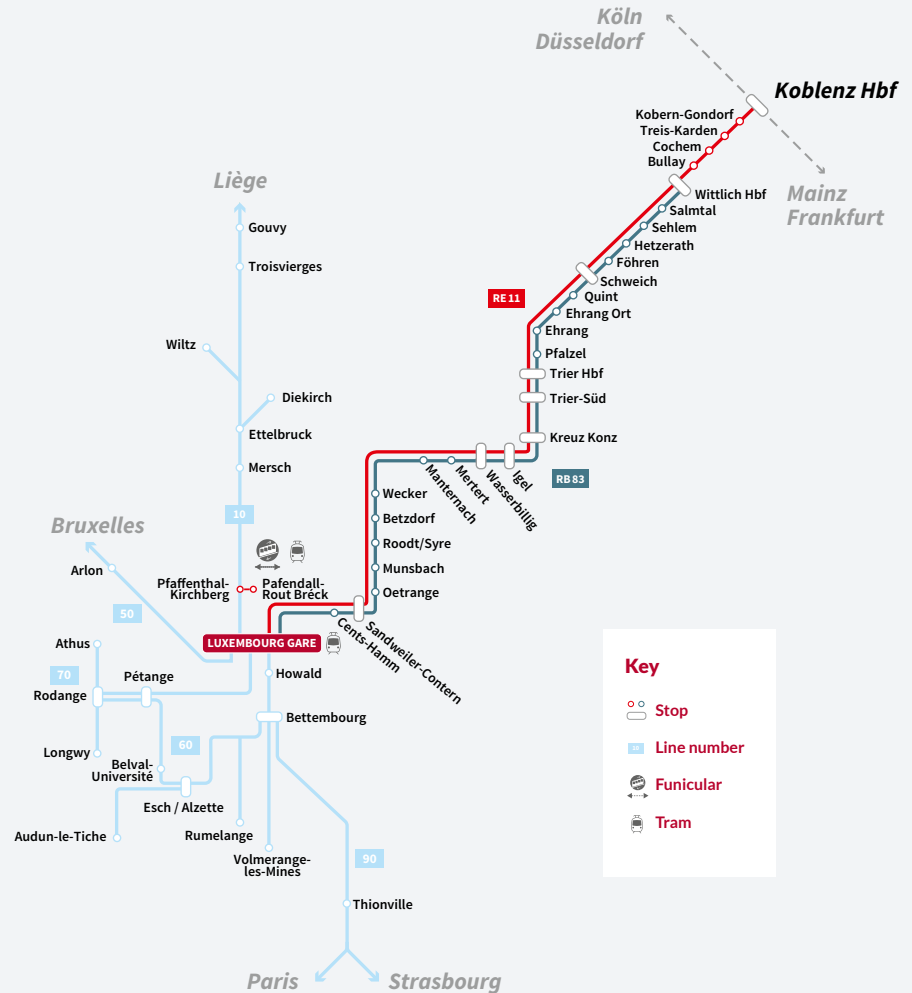 Köln
Düsseldorf
Koblenz Hbf
Kobern-Gondorf
Treis-Karden
Cochem
Bullay
Mainz
Frankfurt
Wittlich Hbf
Salmtal
Sehlem
Hetzerath
Föhren
Schweich
Quint
Ehrang Ort
Ehrang
RE 11
Pfalzel
Trier Hbf
Trier-Süd
Kreuz Konz
RB 83
Igel
Wasserbillig
Mertert
Manternach
Wecker
Betzdorf
Roodt/Syre
Munsbach
Oetrange
Sandweiler-Contern
Cents-Hamm
Liège
Gouvy
Troisvierges
Wiltz
Diekirch
Ettelbruck
Mersch
10
Bruxelles
Arlon
50
Pfaffenthal-
Kirchberg
Pafendall-
Rout Bréck
LUXEMBOURG GARE
Athus
70
Pétange
Rodange
Howald
Bettembourg
60
Longwy
Belval-
Université
Esch / Alzette
Audun-le-Tiche
Rumelange
Volmerange-
les-Mines
90
Thionville
Paris
Strasbourg
Key
Stop
10
Line number
Funicular
Tram